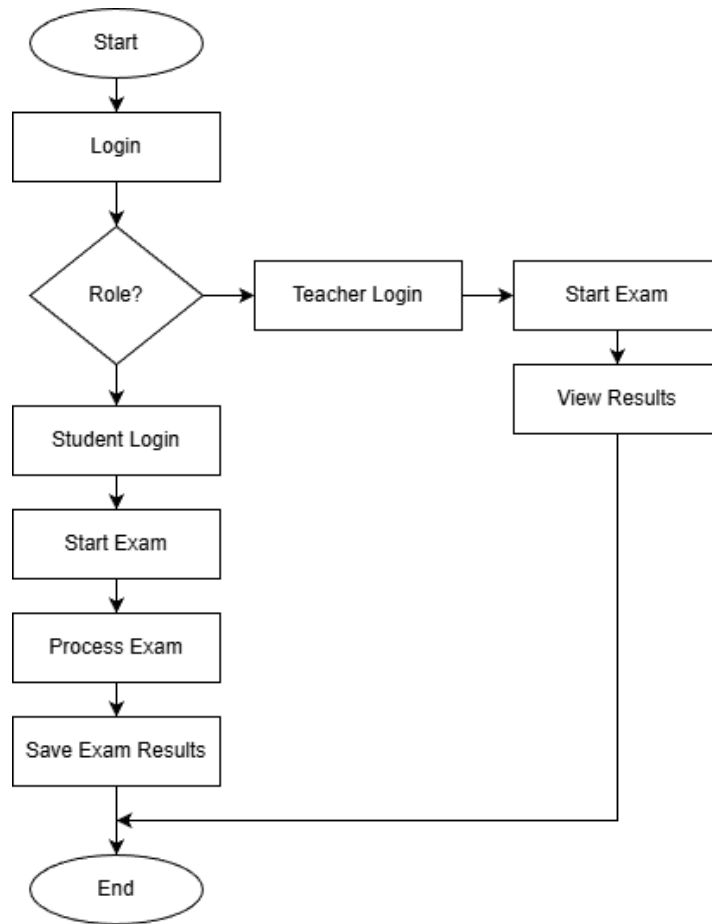 Start
Login
Role?
Teacher Login
Start Exam
View Results
Student Login
Start Exam
Process Exam
Save Exam Results
End